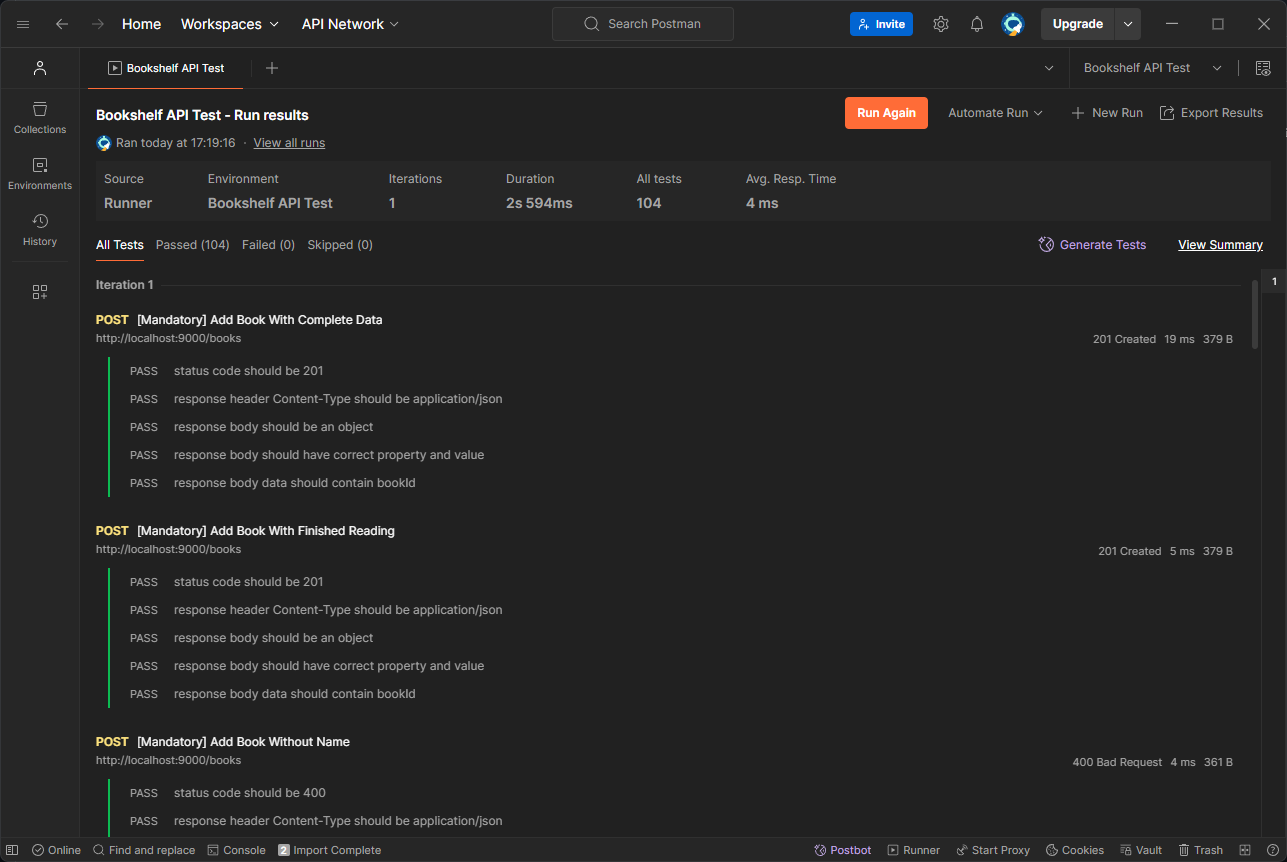 Home Workspaces API Network Search Postman Invite Upgrade
Bookshelf API Test Bookshelf API Test
Collections
Environments
History
Bookshelf API Test - Run results Run Again Automate Run New Run Export Results
Ran today at 17:19:16 · View all runs
Source Environment Iterations Duration All tests Avg. Resp. Time
Runner Bookshelf API Test 1 2s 594ms 104 4 ms
All Tests Passed (104) Failed (0) Skipped (0) Generate Tests View Summary
Iteration 1 1
POST [Mandatory] Add Book With Complete Data
http://localhost:9000/books 201 Created 19 ms 379 B
PASS status code should be 201
PASS response header Content-Type should be application/json
PASS response body should be an object
PASS response body should have correct property and value
PASS response body data should contain bookId
POST [Mandatory] Add Book With Finished Reading
http://localhost:9000/books 201 Created 5 ms 379 B
PASS status code should be 201
PASS response header Content-Type should be application/json
PASS response body should be an object
PASS response body should have correct property and value
PASS response body data should contain bookId
POST [Mandatory] Add Book Without Name
http://localhost:9000/books 400 Bad Request 4 ms 361 B
PASS status code should be 400
PASS response header Content-Type should be application/json
Online Find and replace Console 2 Import Complete Postbot Runner Start Proxy Cookies Vault Trash